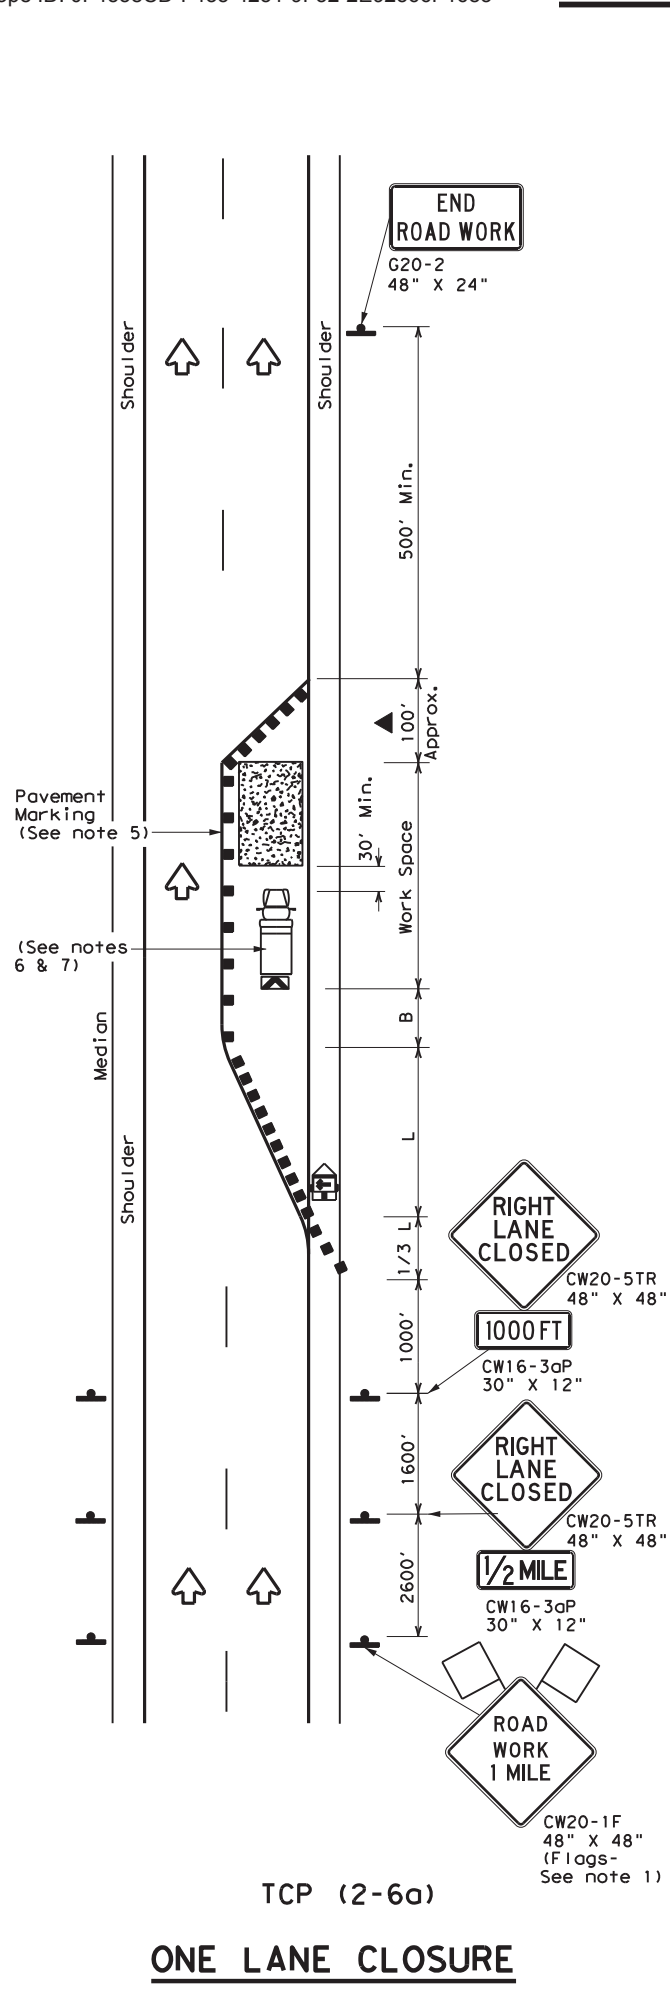 END
ROAD WORK
G20-2
48" X 24"
Shoulder
Shoulder
500' Min.
100'
Approx.
Pavement
Marking
(See note 5)
30' Min.
Work Space
(See notes
6 & 7)
B
Median
L
Shoulder
1/3 L
RIGHT
LANE
CLOSED
CW20-5TR
48" X 48"
1000 FT
CW16-3aP
30" X 12"
1000'
RIGHT
LANE
CLOSED
1600'
CW20-5TR
48" X 48"
1/2 MILE
CW16-3aP
30" X 12"
2600'
ROAD
WORK
1 MILE
CW20-1F
48" X 48"
(Flags-
See note 1)
TCP (2-6a)
ONE LANE CLOSURE